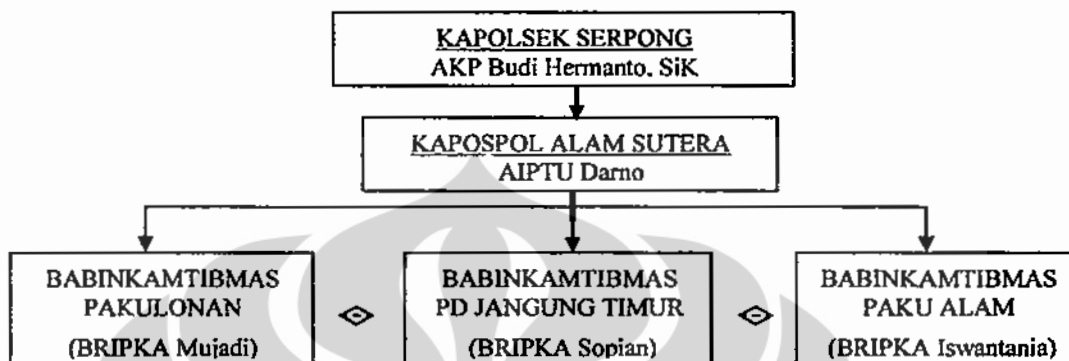 KAPOLSEK SERPONG
AKP Budi Hermanto. SiK
KAPOSPOL ALAM SUTERA
AIPTU Darno
BABINKAMTIBMAS
PAKULONAN
(BRIPKA Mujadi)
BABINKAMTIBMAS
PD JANGUNG TIMUR
(BRIPKA Sopian)
BABINKAMTIBMAS
PAKU ALAM
(BRIPKA Iswantania)